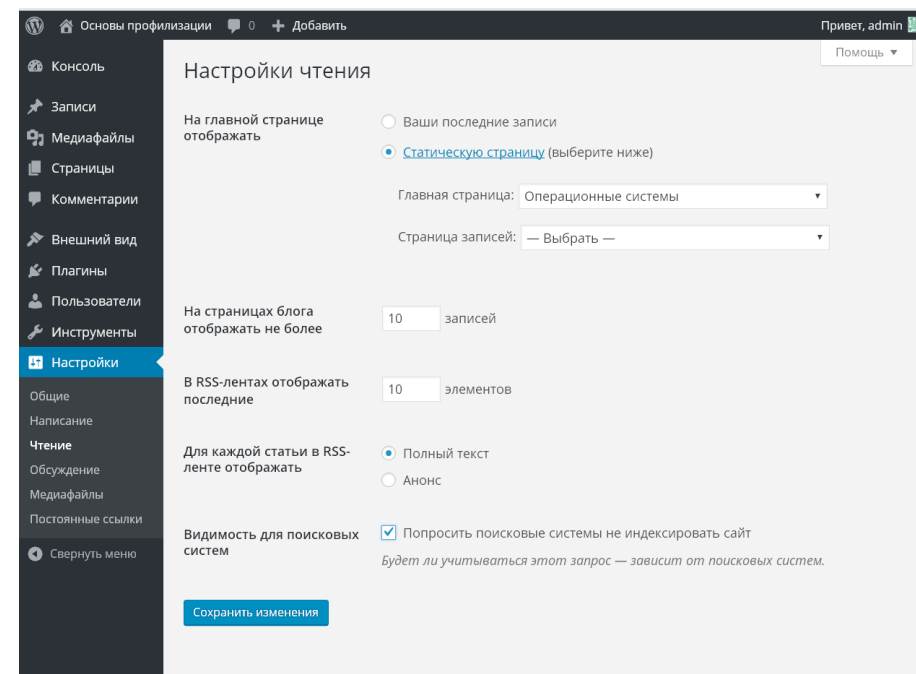 Основы профилизации 0 Добавить Привет, admin
Помощь
Консоль
Записи
Медиафайлы
Страницы
Комментарии
Внешний вид
Плагины
Пользователи
Инструменты
Настройки
Общие
Написание
Чтение
Обсуждение
Медиафайлы
Постоянные ссылки
Свернуть меню
Настройки чтения
На главной странице
отображать
Ваши последние записи
Статическую страницу (выберите ниже)
Главная страница: Операционные системы
Страница записей: — Выбрать —
На страницах блога
отображать не более
10 записей
В RSS-лентах отображать
последние
10 элементов
Для каждой статьи в RSS-
ленте отображать
Полный текст
Анонс
Видимость для поисковых
систем
Попросить поисковые системы не индексировать сайт
Будет ли учитываться этот запрос — зависит от поисковых систем.
Сохранить изменения